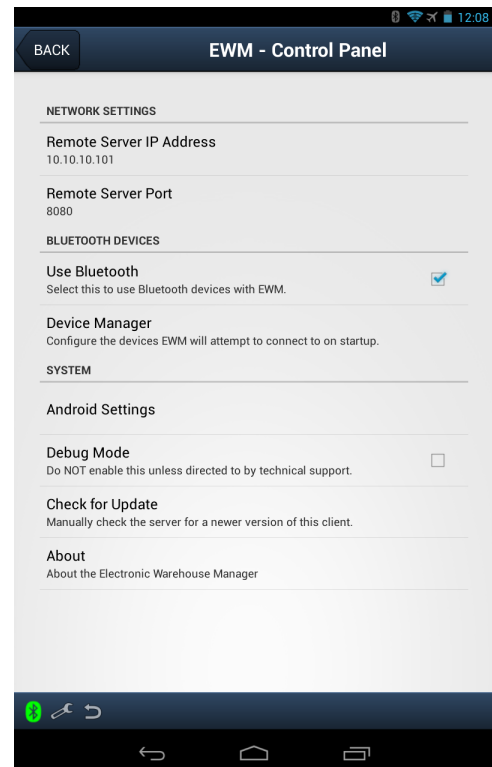 12:08
BACK
EWM - Control Panel
NETWORK SETTINGS
Remote Server IP Address
10.10.10.101
Remote Server Port
8080
BLUETOOTH DEVICES
Use Bluetooth
Select this to use Bluetooth devices with EWM.
Device Manager
Configure the devices EWM will attempt to connect to on startup.
SYSTEM
Android Settings
Debug Mode
Do NOT enable this unless directed to by technical support.
Check for Update
Manually check the server for a newer version of this client.
About
About the Electronic Warehouse Manager